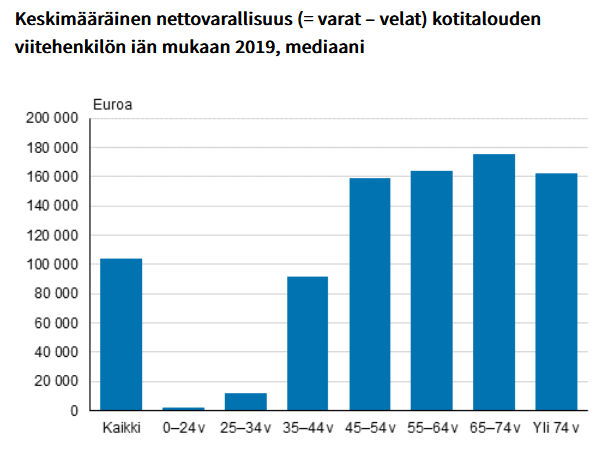 Keskimääräinen nettovarallisuus (= varat – velat) kotitalouden
viitehenkilön iän mukaan 2019, mediaani
Euroa
200 000
180 000
160 000
140 000
120 000
100 000
80 000
60 000
40 000
20 000
0
Kaikki 0–24 v 25–34 v 35–44 v 45–54 v 55–64 v 65–74 v Yli 74 v